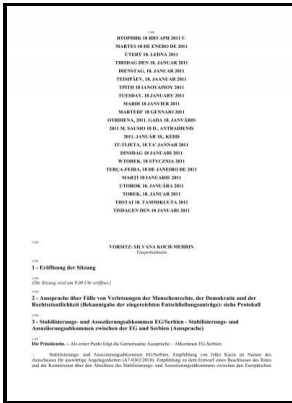 ВТОРНИК 18 ЯНУАРИ 2011 Г.
MARTES 18 DE ENERO DE 2011
ÚTERÝ 18. LEDNA 2011
TIRSDAG DEN 18. JANUAR 2011
DIENSTAG, 18. JANUAR 2011
TEISIPÄEV, 18. JAANUAR 2011
ΤΡΙΤΗ 18 ΙΑΝΟΥΑΡΙΟΥ 2011
TUESDAY, 18 JANUARY 2011
MARDI 18 JANVIER 2011
MARTEDI' 18 GENNAIO 2011
OTRDIENA, 2011. GADA 18. JANVĀRIS
2011 M. SAUSIO 18 D., ANTRADIENIS
2011. JANUÁR 18., KEDD
IT-TLIETA, 18 TA' JANNAR 2011
DINSDAG 18 JANUARI 2011
WTOREK, 18 STYCZNIA 2011
TERÇA-FEIRA, 18 DE JANEIRO DE 2011
MARŢI 18 IANUARIE 2011
UTOROK 18. JANUÁRA 2011
TOREK, 18. JANUAR 2011
TIISTAI 18. TAMMIKUUTA 2011
TISDAGEN DEN 18 JANUARI 2011
VORSITZ: SILVANA KOCH-MEHRIN
Vizepräsidentin
1 - Eröffnung der Sitzung
(Die Sitzung wird um 9.00 Uhr eröffnet.)
2 - Aussprache über Fälle von Verletzungen der Menschenrechte, der Demokratie und der
Rechtsstaatlichkeit (Bekanntgabe der eingereichten Entschließungsanträge): siehe Protokoll
3 - Stabilisierungs- und Assoziierungsabkommen EG/Serbien - Stabilisierungs- und
Assoziierungsabkommen zwischen der EG und Serbien (Aussprache)
Die Präsidentin. – Als erster Punkt folgt die Gemeinsame Aussprache – Abkommen EG-Serbien
Stabilisierungs- und Assoziierungsabkommen EG/Serbien. Empfehlung von Jelko Kacin im Namen des
Ausschusses für auswärtige Angelegenheiten (A7-0362/2010). Empfehlung zu dem Entwurf eines Beschlusses des Rates
und der Kommission über den Abschluss des Stabilisierungs- und Assoziierungsabkommens zwischen den Europäischen